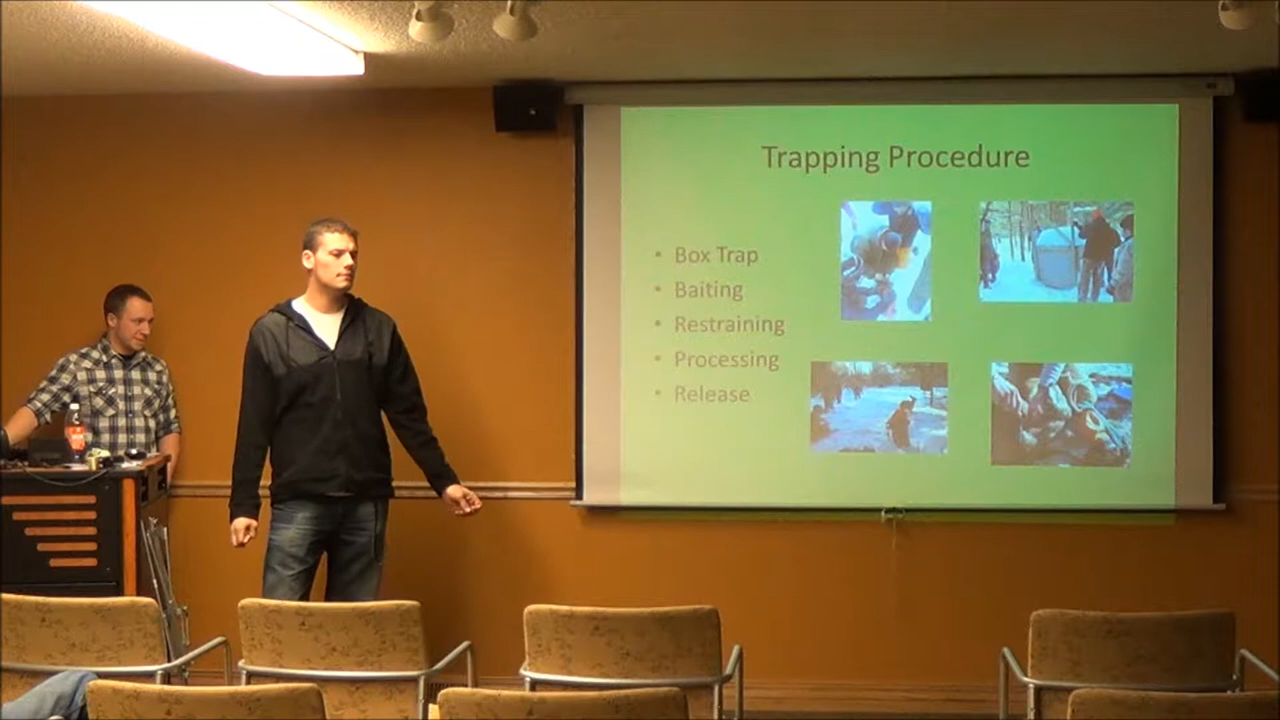 Trapping Procedure
• Box Trap
• Baiting
• Restraining
• Processing
• Release